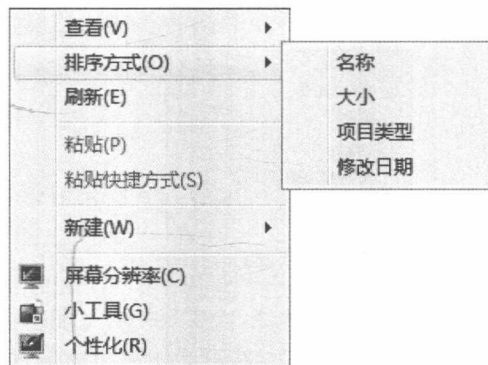 查看(V)
排序方式(O)
刷新(E)
粘贴(P)
粘贴快捷方式(S)
新建(W)
屏幕分辨率(C)
小工具(G)
个性化(R)
名称
大小
项目类型
修改日期